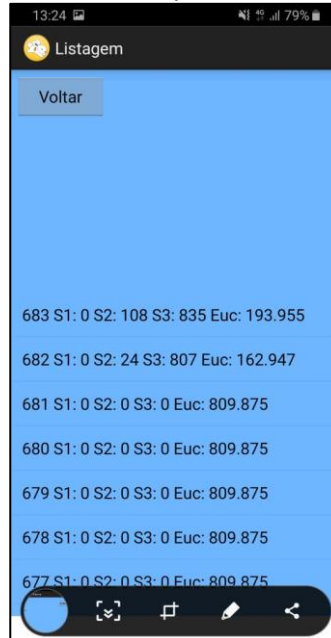 13:24 4G 79%
Listagem
Voltar
683 S1: 0 S2: 108 S3: 835 Euc: 193.955
682 S1: 0 S2: 24 S3: 807 Euc: 162.947
681 S1: 0 S2: 0 S3: 0 Euc: 809.875
680 S1: 0 S2: 0 S3: 0 Euc: 809.875
679 S1: 0 S2: 0 S3: 0 Euc: 809.875
678 S1: 0 S2: 0 S3: 0 Euc: 809.875
677 S1: 0 S2: 0 S3: 0 Euc: 809.875